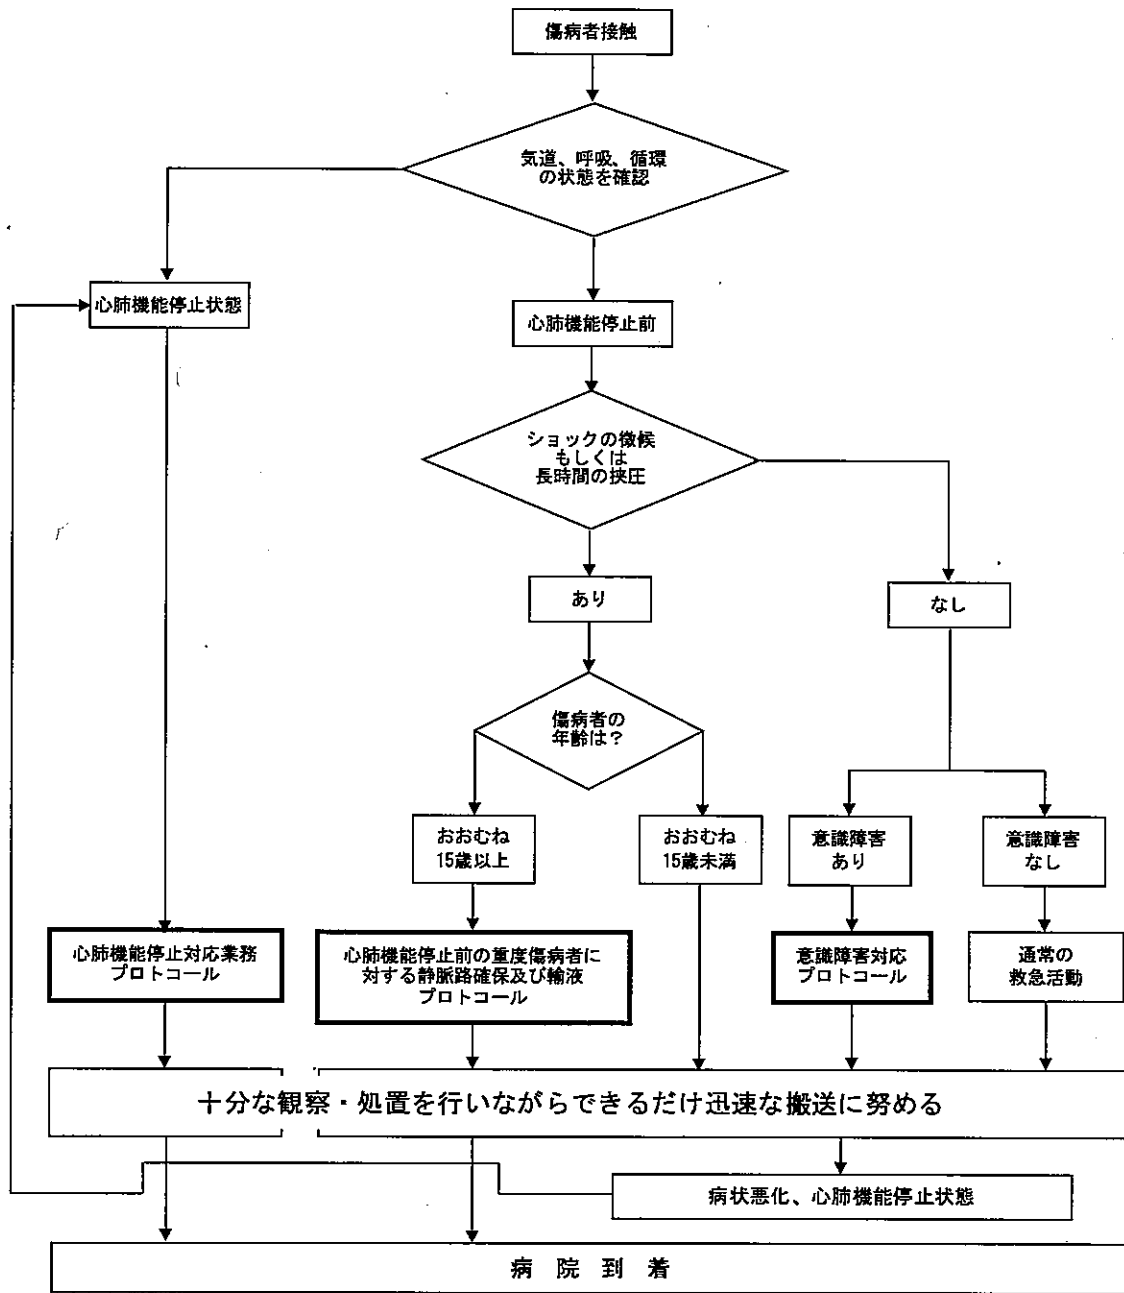 傷病者接触
気道、呼吸、循環
の状態を確認
心肺機能停止状態
心肺機能停止前
ショックの徴候
もしくは
長時間の挟圧
あり
なし
傷病者の
年齢は？
おおむね
15歳以上
おおむね
15歳未満
意識障害
あり
意識障害
なし
心肺機能停止対応業務
プロトコール
心肺機能停止前の重度傷病者に
対する静脈路確保及び輸液
プロトコール
意識障害対応
プロトコール
通常の
救急活動
十分な観察・処置を行いながらできるだけ迅速な搬送に努める
病状悪化、心肺機能停止状態
病院到着